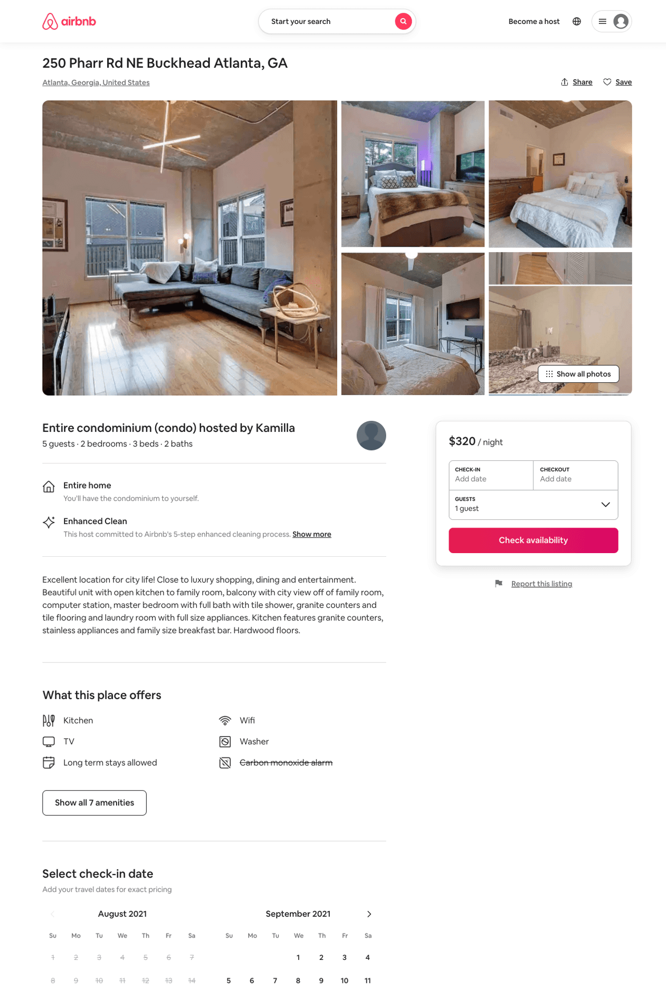 airbnb
Start your search
Become a host
250 Pharr Rd NE Buckhead Atlanta, GA
Atlanta, Georgia, United States
Share
Save
Show all photos
Entire condominium (condo) hosted by Kamilla
5 guests · 2 bedrooms · 3 beds · 2 baths
Entire home
You'll have the condominium to yourself.
Enhanced Clean
This host committed to Airbnb's 5-step enhanced cleaning process. Show more
$320 / night
CHECK-IN
Add date
CHECKOUT
Add date
GUESTS
1 guest
Check availability
Report this listing
Excellent location for city life! Close to luxury shopping, dining and entertainment.
Beautiful unit with open kitchen to family room, balcony with city view off of family room,
computer station, master bedroom with full bath with tile shower, granite counters and
tile flooring and laundry room with full size appliances. Kitchen features granite counters,
stainless appliances and family size breakfast bar. Hardwood floors.
What this place offers
Kitchen
Wifi
TV
Washer
Long term stays allowed
Carbon monoxide alarm
Show all 7 amenities
Select check-in date
Add your travel dates for exact pricing
August 2021
Su Mo Tu We Th Fr Sa
1 2 3 4 5 6 7
8 9 10 11 12 13 14
September 2021
Su Mo Tu We Th Fr Sa
1 2 3 4
5 6 7 8 9 10 11